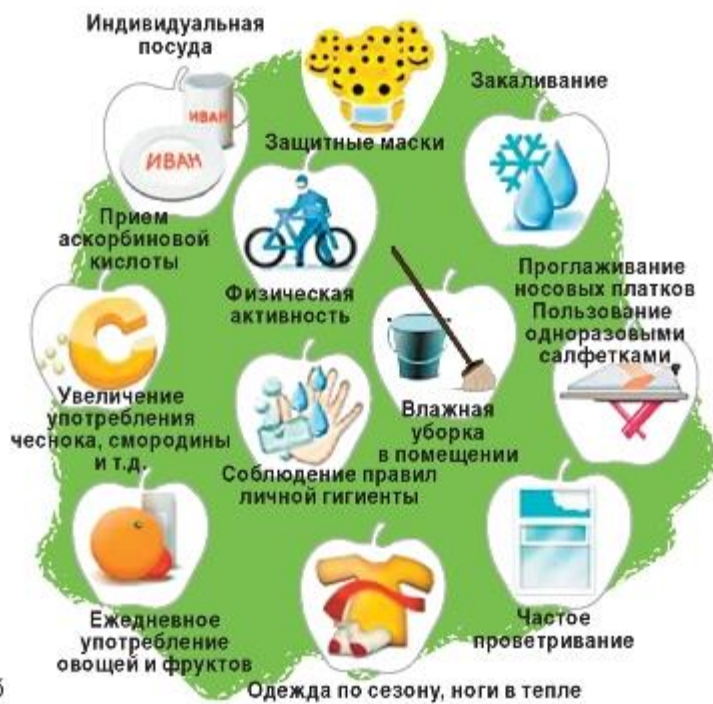 Индивидуальная
посуда
ИВАН
ИВАН
Защитные маски
Закаливание
Прием
аскорбиновой
кислоты
Физическая
активность
Проглаживание
носовых платков
Пользование
одноразовыми
салфетками
Увеличение
употребления
чеснока, смородины
и т.д.
Соблюдение правил
личной гигиенты
Влажная
уборка
в помещении
Ежедневное
употребление
овощей и фруктов
Одежда по сезону, ноги в тепле
Частое
проветривание